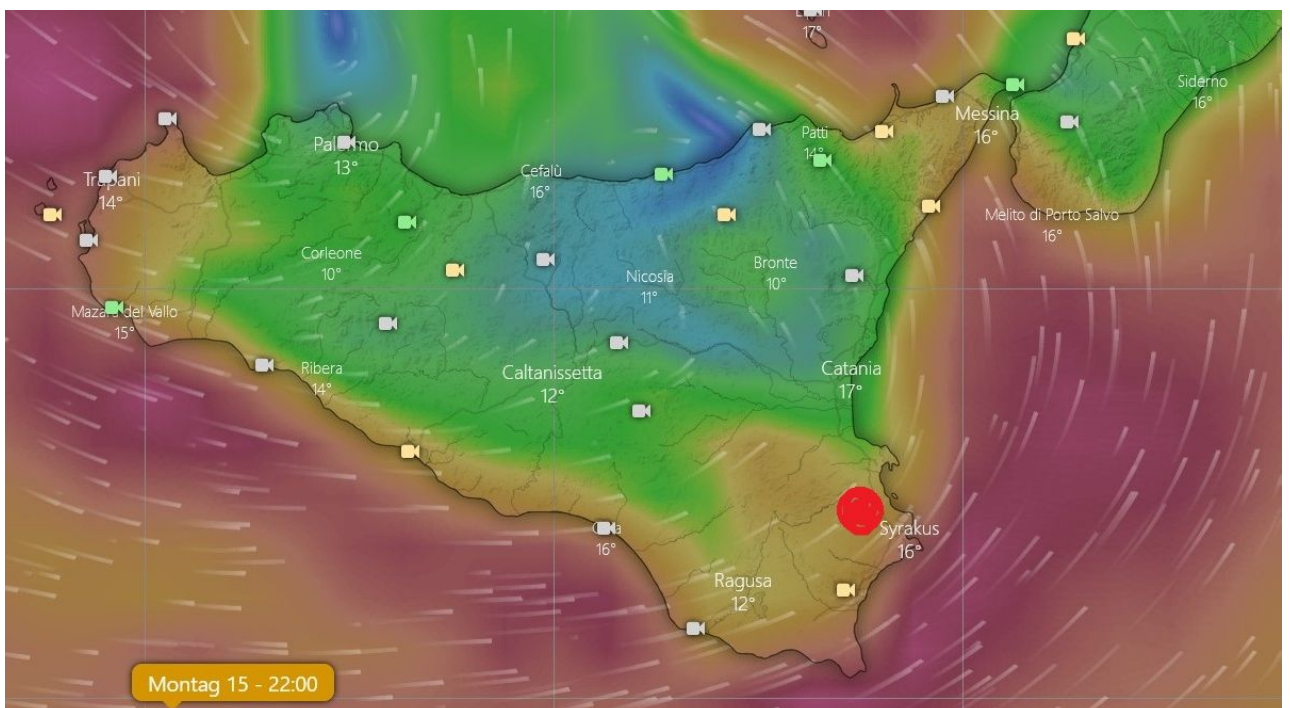 17°
Siderno
16°
Messina
16°
Patti
14°
Palermo
13°
Cefalù
16°
Trapani
14°
Melito di Porto Salvo
16°
Corleone
10°
Bronte
10°
Nicosia
11°
Mazara del Vallo
15°
Ribera
14°
Caltanissetta
12°
Catania
17°
16°
Syrakus
16°
Ragusa
12°
Montag 15 - 22:00